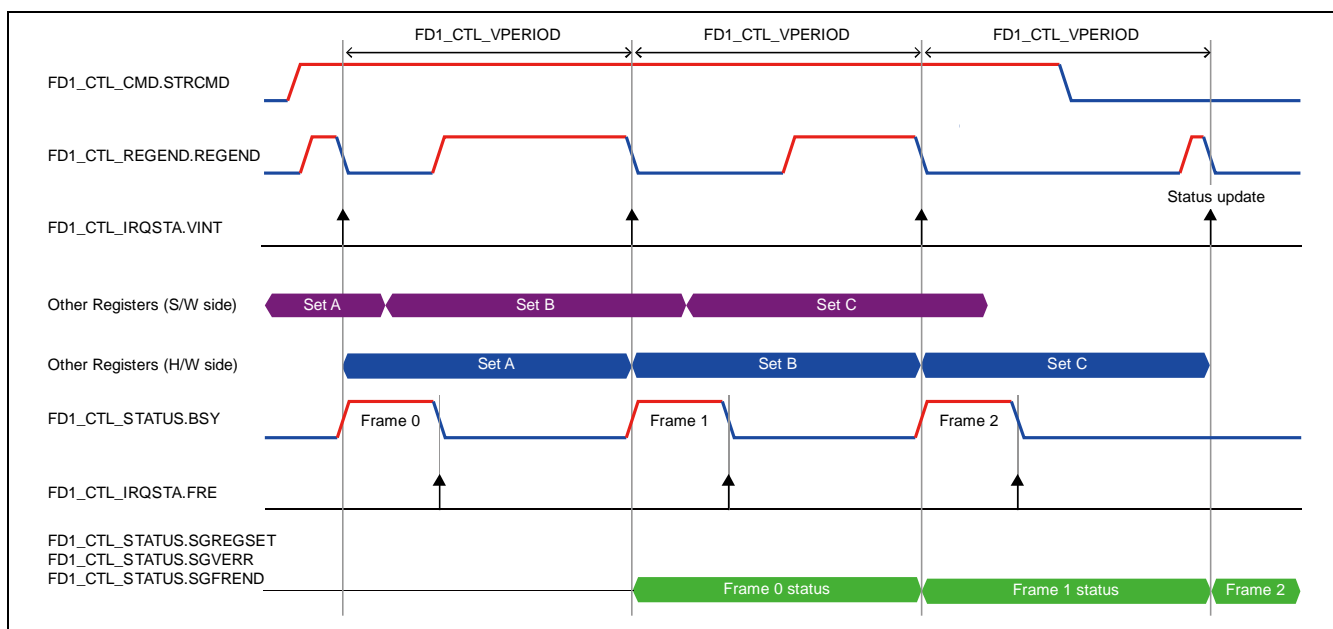 FD1_CTL_VPERIOD FD1_CTL_VPERIOD FD1_CTL_VPERIOD
FD1_CTL_CMD.STRCMD
FD1_CTL_REGEND.REGEND
Status update
FD1_CTL_IRQSTA.VINT
Other Registers (S/W side) Set A Set B Set C
Other Registers (H/W side) Set A Set B Set C
FD1_CTL_STATUS.BSY Frame 0 Frame 1 Frame 2
FD1_CTL_IRQSTA.FRE
FD1_CTL_STATUS.SGREGSET
FD1_CTL_STATUS.SGVERR
FD1_CTL_STATUS.SGFREND Frame 0 status Frame 1 status Frame 2